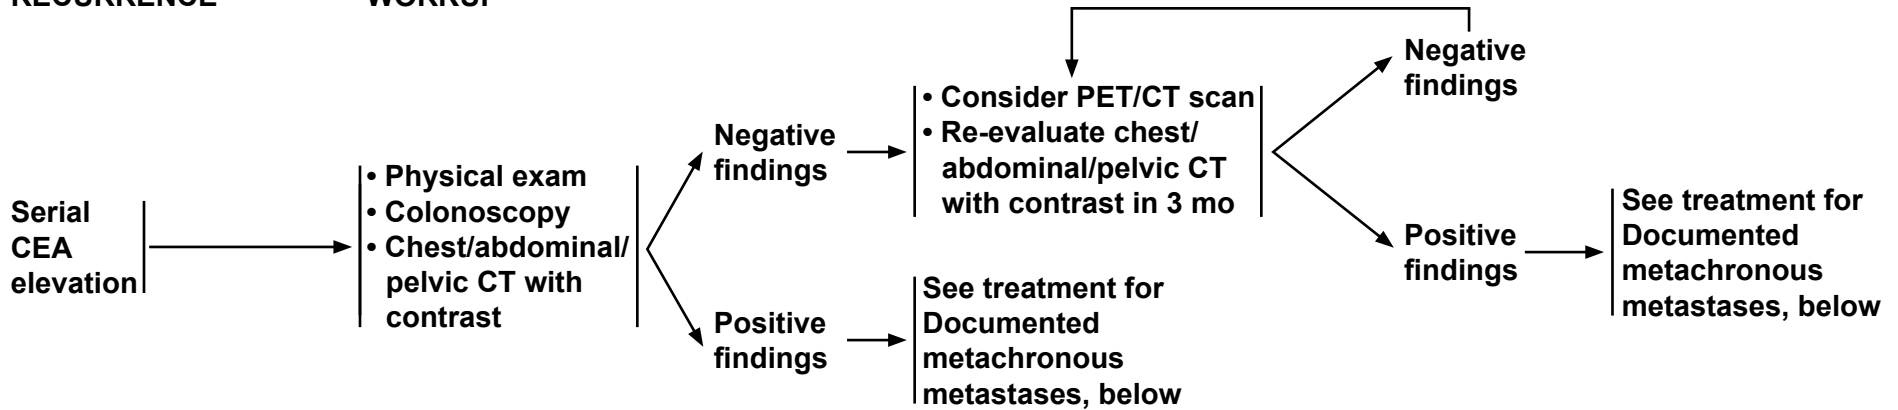 RECURRENCE
WORKUP
Serial
CEA
elevation
• Physical exam
• Colonoscopy
• Chest/abdominal/
pelvic CT with
contrast
Negative
findings
Positive
findings
• Consider PET/CT scan
• Re-evaluate chest/
abdominal/pelvic CT
with contrast in 3 mo
See treatment for
Documented
metachronous
metastases, below
Negative
findings
Positive
findings
See treatment for
Documented
metachronous
metastases, below